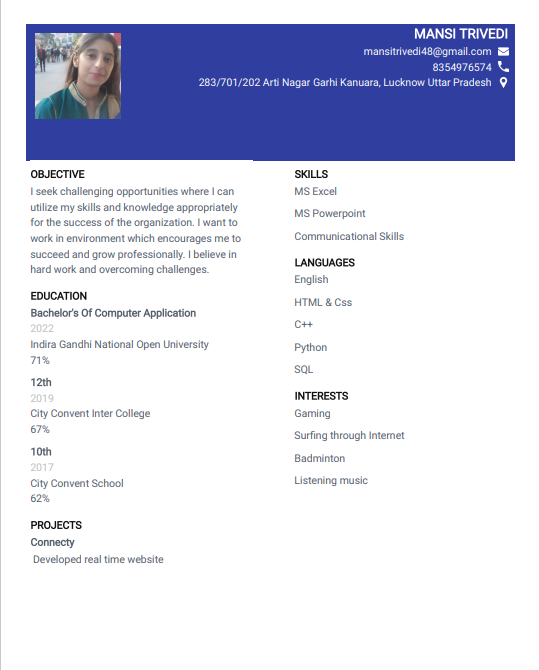 MANSI TRIVEDI
mansitrivedi48@gmail.com
8354976574
283/701/202 Arti Nagar Garhi Kanuara, Lucknow Uttar Pradesh
OBJECTIVE
I seek challenging opportunities where I can
utilize my skills and knowledge appropriately
for the success of the organization. I want to
work in environment which encourages me to
succeed and grow professionally. I believe in
hard work and overcoming challenges.
EDUCATION
Bachelor's Of Computer Application
2022
Indira Gandhi National Open University
71%
12th
2019
City Convent Inter College
67%
10th
2017
City Convent School
62%
PROJECTS
Connecty
Developed real time website
SKILLS
MS Excel
MS Powerpoint
Communicational Skills
LANGUAGES
English
HTML & Css
C++
Python
SQL
INTERESTS
Gaming
Surfing through Internet
Badminton
Listening music